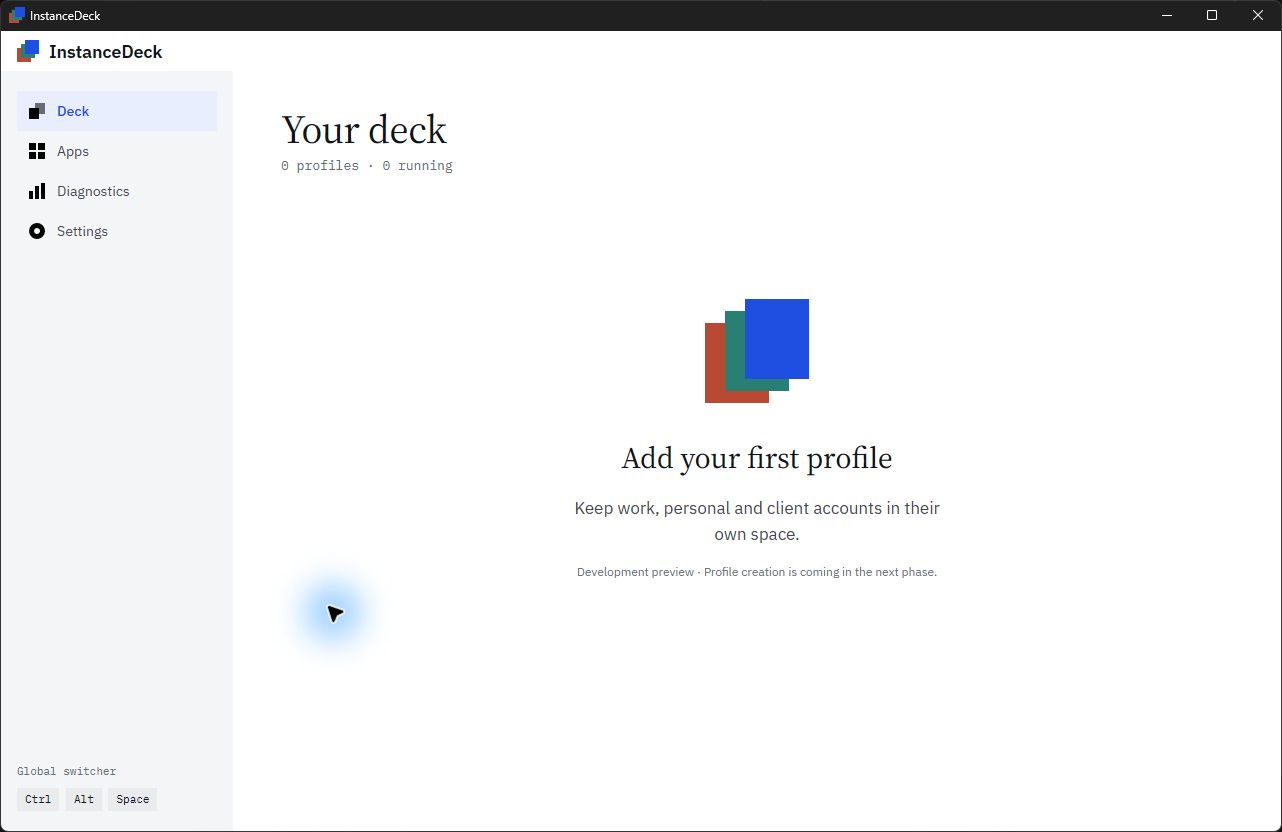 InstanceDeck
InstanceDeck
Deck
Apps
Diagnostics
Settings
Your deck
0 profiles · 0 running
Add your first profile
Keep work, personal and client accounts in their
own space.
Development preview · Profile creation is coming in the next phase.
Global switcher
Ctrl Alt Space